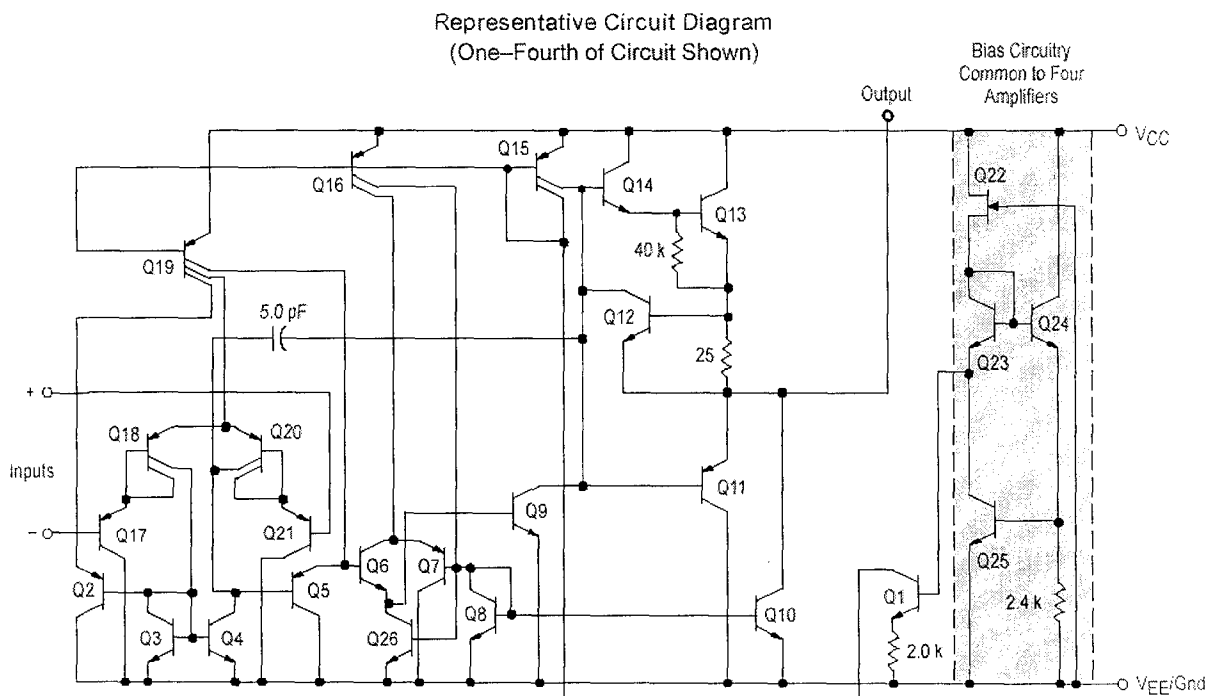 Representative Circuit Diagram
(One–Fourth of Circuit Shown)
Bias Circuitry
Common to Four
Amplifiers
Output
VCC
Q15
Q16
Q14
Q22
Q13
40 k
Q19
5.0 pF
Q12
Q24
25
Q23
+
Q18
Q20
Inputs
Q11
Q9
–
Q17
Q21
Q25
Q6
Q7
Q2
Q5
Q1
2.4 k
Q8
Q10
Q3
Q4
Q26
2.0 k
VEE/Gnd